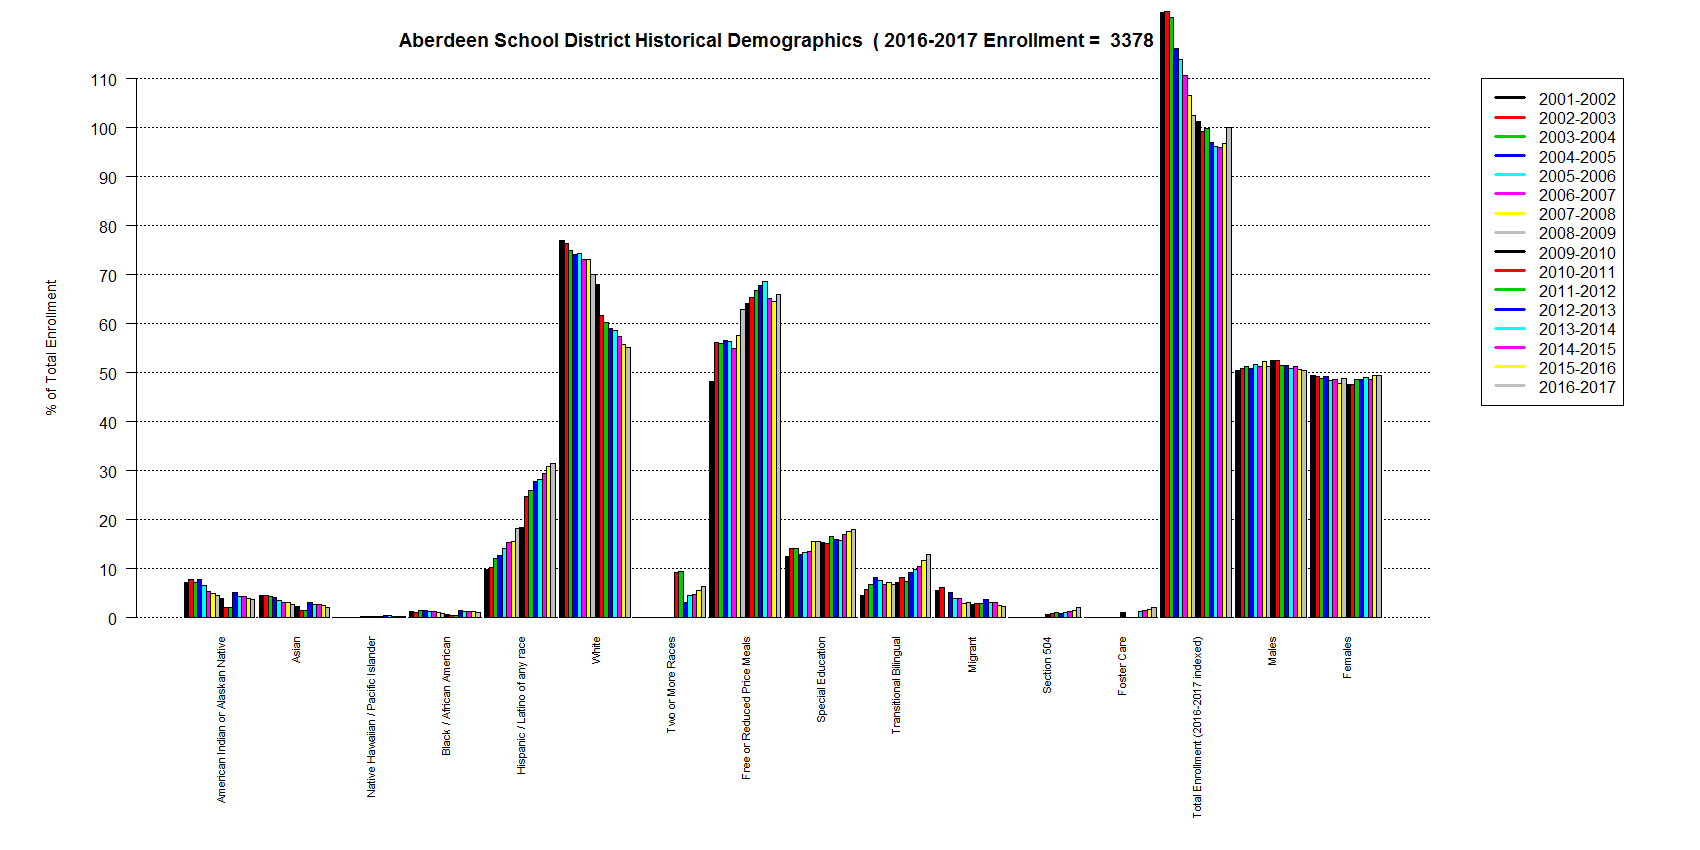 Aberdeen School District Historical Demographics ( 2016-2017 Enrollment = 3378
% of Total Enrollment
110
100
90
80
70
60
50
40
30
20
10
0
American Indian or Alaskan Native
Asian
Native Hawaiian / Pacific Islander
Black / African American
Hispanic / Latino of any race
White
Two or More Races
Free or Reduced Price Meals
Special Education
Transitional Bilingual
Migrant
Section 504
Foster Care
Total Enrollment (2016-2017 indexed)
Males
Females
2001-2002
2002-2003
2003-2004
2004-2005
2005-2006
2006-2007
2007-2008
2008-2009
2009-2010
2010-2011
2011-2012
2012-2013
2013-2014
2014-2015
2015-2016
2016-2017